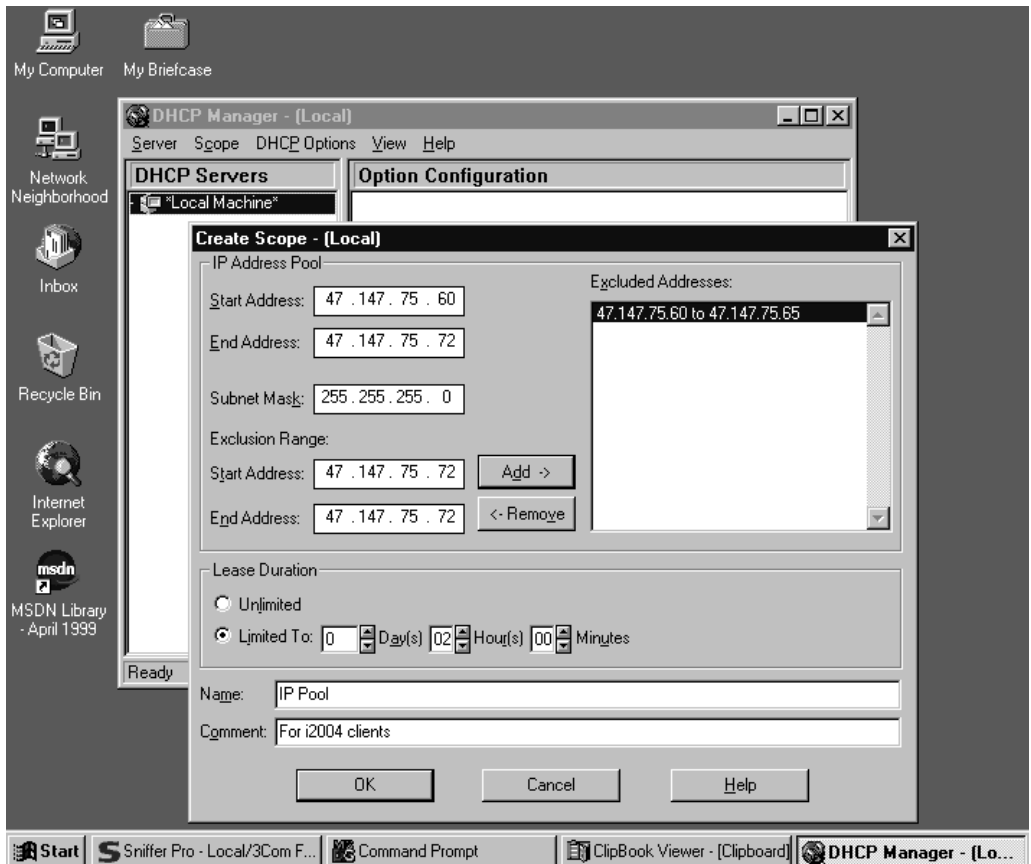 My Computer
My Briefcase
Network
Neighborhood
Inbox
Recycle Bin
Internet
Explorer
msdn
MSDN Library
- April 1999
DHCP Manager - (Local)
Server Scope DHCP Options View Help
DHCP Servers
Option Configuration
*Local Machine*
Create Scope - (Local)
IP Address Pool
Start Address: 47 .147 . 75 . 60
End Address: 47 .147 . 75 . 72
Subnet Mask: 255 .255 .255 . 0
Exclusion Range:
Start Address: 47 .147 . 75 . 72
End Address: 47 .147 . 75 . 72
Add ->
<- Remove
Excluded Addresses:
47.147.75.60 to 47.147.75.65
Lease Duration
Unlimited
Limited To: 0 Day(s) 02 Hour(s) 00 Minutes
Name: IP Pool
Comment: For i2004 clients
OK Cancel Help
Ready
Start Sniffer Pro - Local/3Com F... Command Prompt ClipBook Viewer - [Clipboard] DHCP Manager - (Lo...